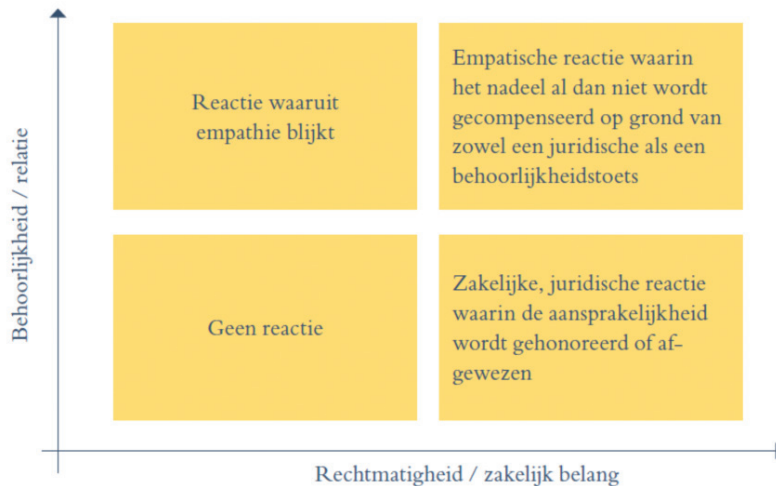 Behoorlijkheid / relatie
Reactie waaruit
empathie blijkt
Empatische reactie waarin
het nadeel al dan niet wordt
gecompenseerd op grond van
zowel een juridische als een
behoorlijkheidstoets
Geen reactie
Zakelijke, juridische reactie
waarin de aansprakelijkheid
wordt gehonoreerd of af-
gewezen
Rechtmatigheid / zakelijk belang